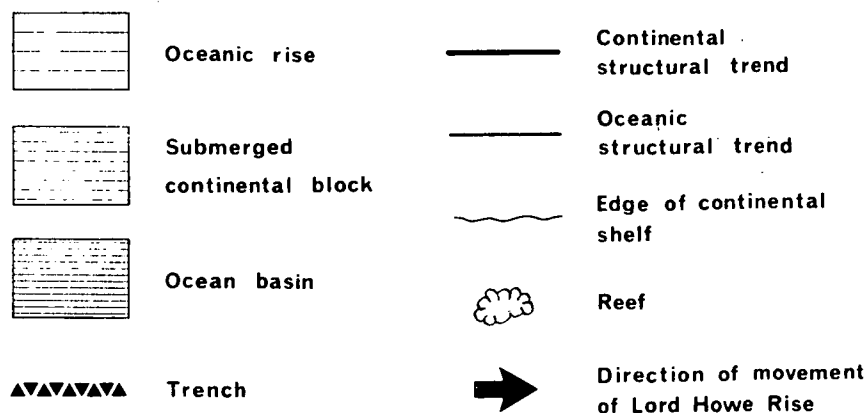 Oceanic rise
Submerged
continental block
Ocean basin
Trench
Continental
structural trend
Oceanic
structural trend
Edge of continental
shelf
Reef
Direction of movement
of Lord Howe Rise